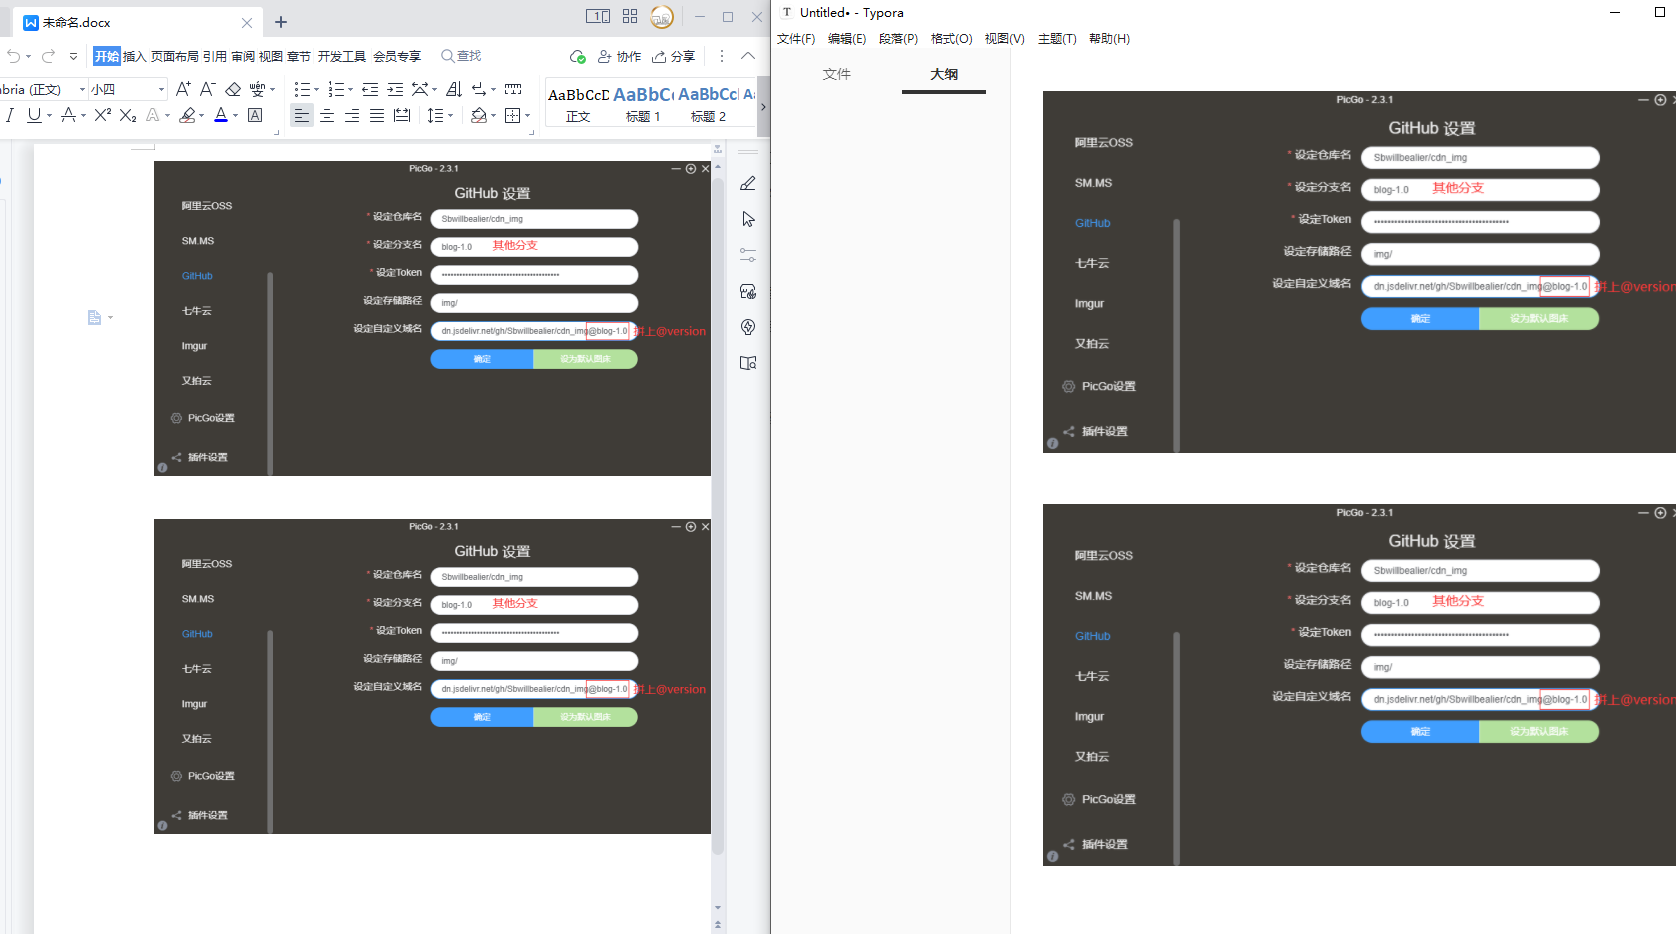 未命名.docx
开始 插入 页面布局 引用 审阅 视图 章节 开发工具 会员专享 查找 协作 分享
bria (正文) 小四
AaBbCcD AaBbC AaBbCc
正文 标题 1 标题 2
PicGo - 2.3.1
GitHub 设置
阿里云OSS
SM.MS
GitHub
七牛云
Imgur
又拍云
PicGo设置
插件设置
* 设定仓库名 Sbwillbealier/cdn_img
* 设定分支名 blog-1.0 其他分支
* 设定Token
设定存储路径 img/
设定自定义域名 dn.jsdelivr.net/gh/Sbwillbealier/cdn_img@blog-1.0 拼上@version
确定 设为默认图床
PicGo - 2.3.1
GitHub 设置
阿里云OSS
SM.MS
GitHub
七牛云
Imgur
又拍云
PicGo设置
插件设置
* 设定仓库名 Sbwillbealier/cdn_img
* 设定分支名 blog-1.0 其他分支
* 设定Token
设定存储路径 img/
设定自定义域名 dn.jsdelivr.net/gh/Sbwillbealier/cdn_img@blog-1.0 拼上@version
确定 设为默认图床
Untitled• - Typora
文件(F) 编辑(E) 段落(P) 格式(O) 视图(V) 主题(T) 帮助(H)
文件 大纲
PicGo - 2.3.1
GitHub 设置
阿里云OSS
SM.MS
GitHub
七牛云
Imgur
又拍云
PicGo设置
插件设置
* 设定仓库名 Sbwillbealier/cdn_img
* 设定分支名 blog-1.0 其他分支
* 设定Token
设定存储路径 img/
设定自定义域名 dn.jsdelivr.net/gh/Sbwillbealier/cdn_img@blog-1.0 拼上@version
确定 设为默认图床
PicGo - 2.3.1
GitHub 设置
阿里云OSS
SM.MS
GitHub
七牛云
Imgur
又拍云
PicGo设置
插件设置
* 设定仓库名 Sbwillbealier/cdn_img
* 设定分支名 blog-1.0 其他分支
* 设定Token
设定存储路径 img/
设定自定义域名 dn.jsdelivr.net/gh/Sbwillbealier/cdn_img@blog-1.0 拼上@version
确定 设为默认图床